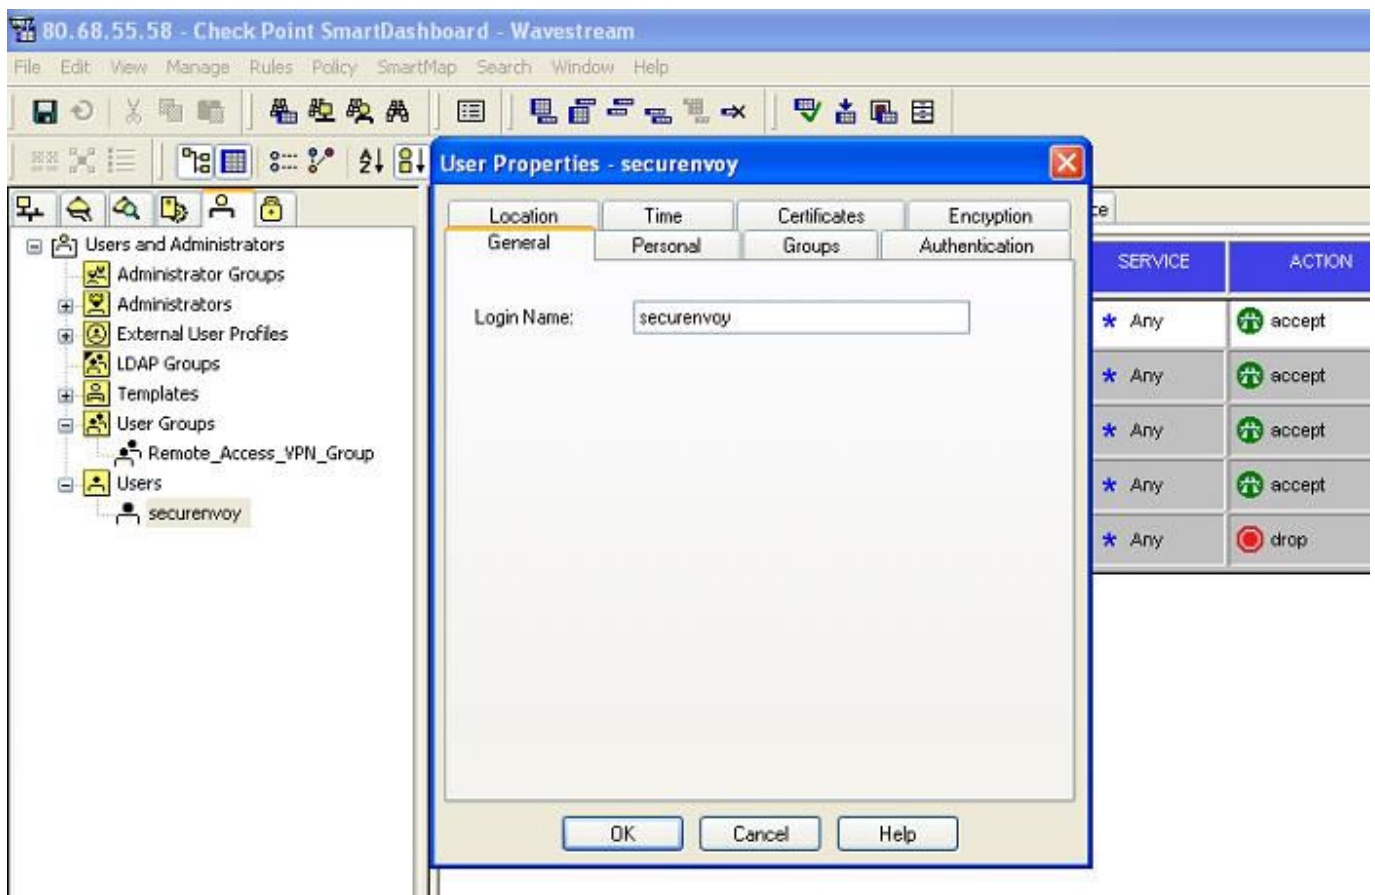 80.68.55.58 - Check Point SmartDashboard - Wavestream
File Edit View Manage Rules Policy SmartMap Search Window Help
User Properties - securenvoy
Location Time Certificates Encryption
General Personal Groups Authentication
Login Name: securenvoy
OK Cancel Help
Users and Administrators
Administrator Groups
Administrators
External User Profiles
LDAP Groups
Templates
User Groups
Remote_Access_VPN_Group
Users
securenvoy
ce
SERVICE ACTION
* Any accept
* Any accept
* Any accept
* Any accept
* Any drop